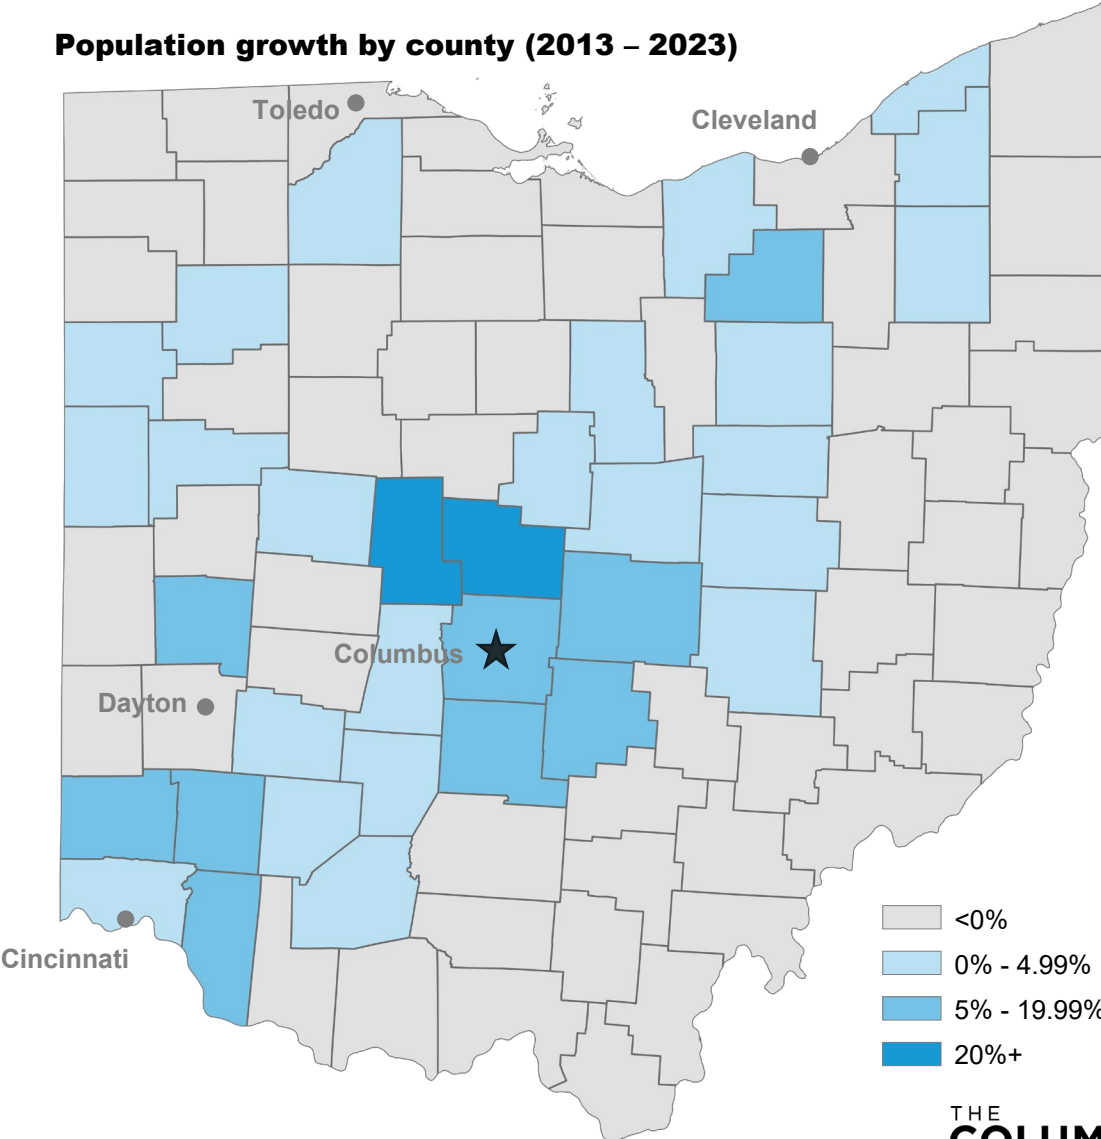 Population growth by county (2013 – 2023)
Toledo
Cleveland
Columbus
Dayton
Cincinnati
<0%
0% - 4.99%
5% - 19.99%
20%+
THE